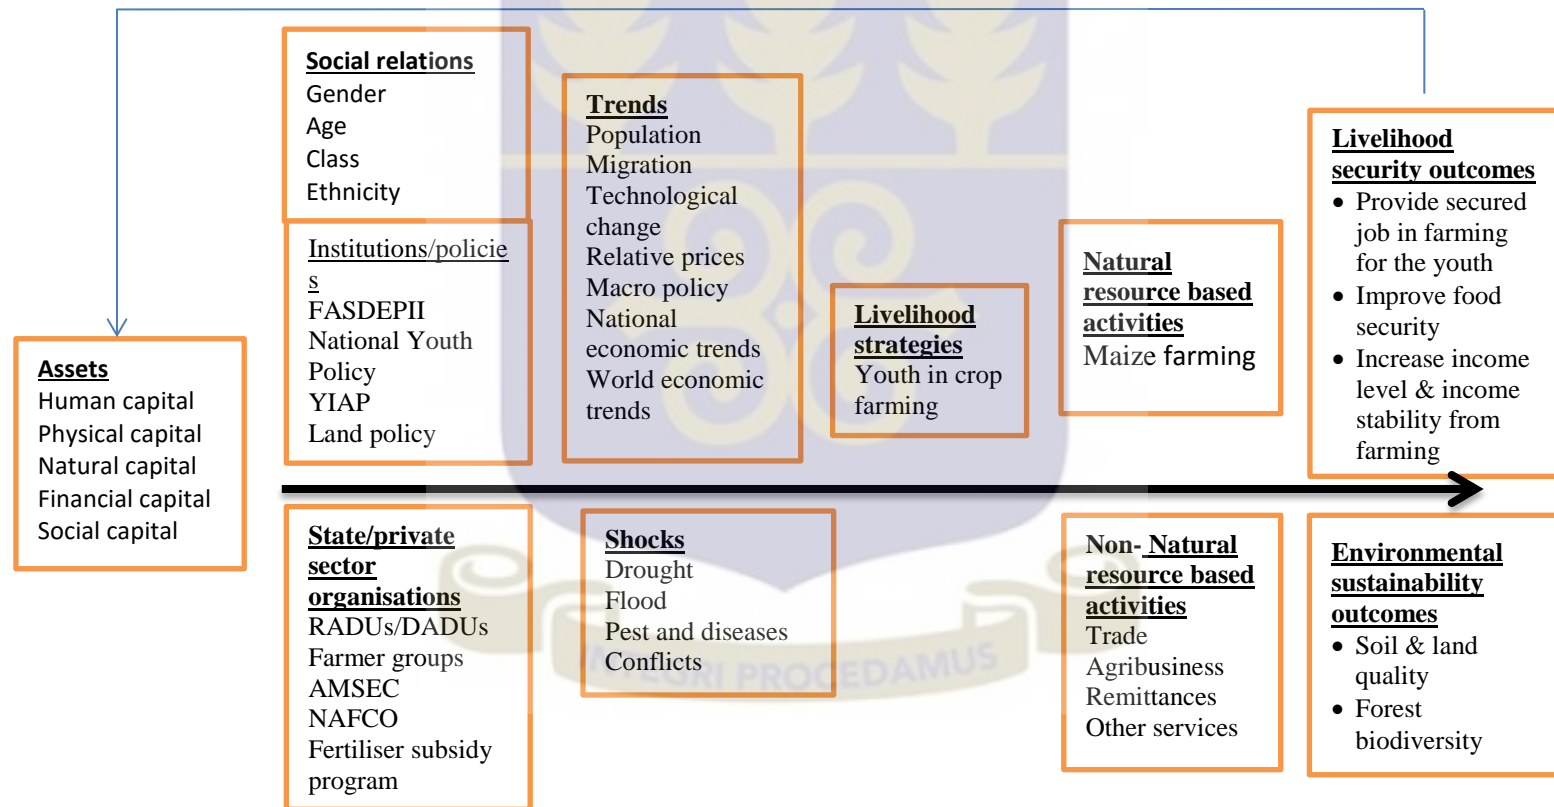 Social relations
Gender
Age
Class
Ethnicity
Institutions/policie
s
FASDEPII
National Youth
Policy
YIAP
Land policy
Trends
Population
Migration
Technological
change
Relative prices
Macro policy
National
economic trends
World economic
trends
Livelihood
strategies
Youth in crop
farming
Natural
resource based
activities
Maize farming
Livelihood
security outcomes
• Provide secured
job in farming
for the youth
• Improve food
security
• Increase income
level & income
stability from
farming
Assets
Human capital
Physical capital
Natural capital
Financial capital
Social capital
State/private
sector
organisations
RADUs/DADUs
Farmer groups
AMSEC
NAFCO
Fertiliser subsidy
program
Shocks
Drought
Flood
Pest and diseases
Conflicts
Non- Natural
resource based
activities
Trade
Agribusiness
Remittances
Other services
Environmental
sustainability
outcomes
• Soil & land
quality
• Forest
biodiversity
INTEGRI PROCEDAMUS